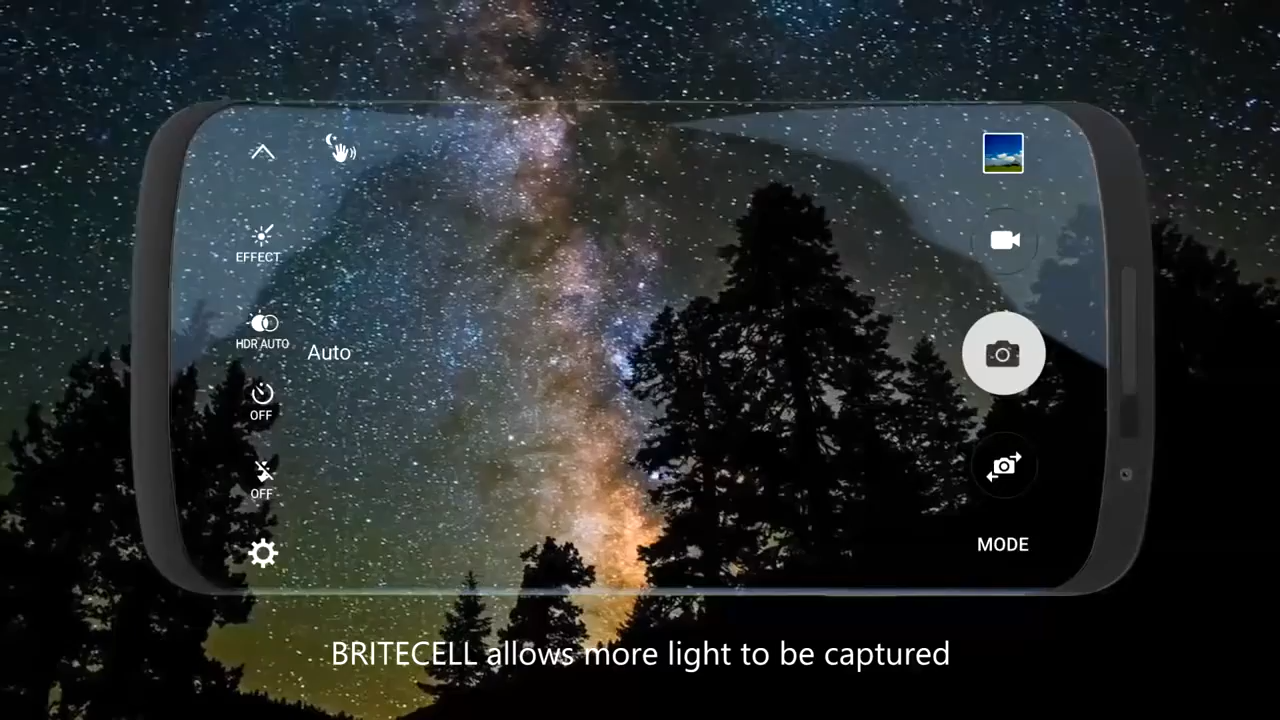 EFFECT
HDR AUTO
Auto
OFF
OFF
MODE
BRITECELL allows more light to be captured